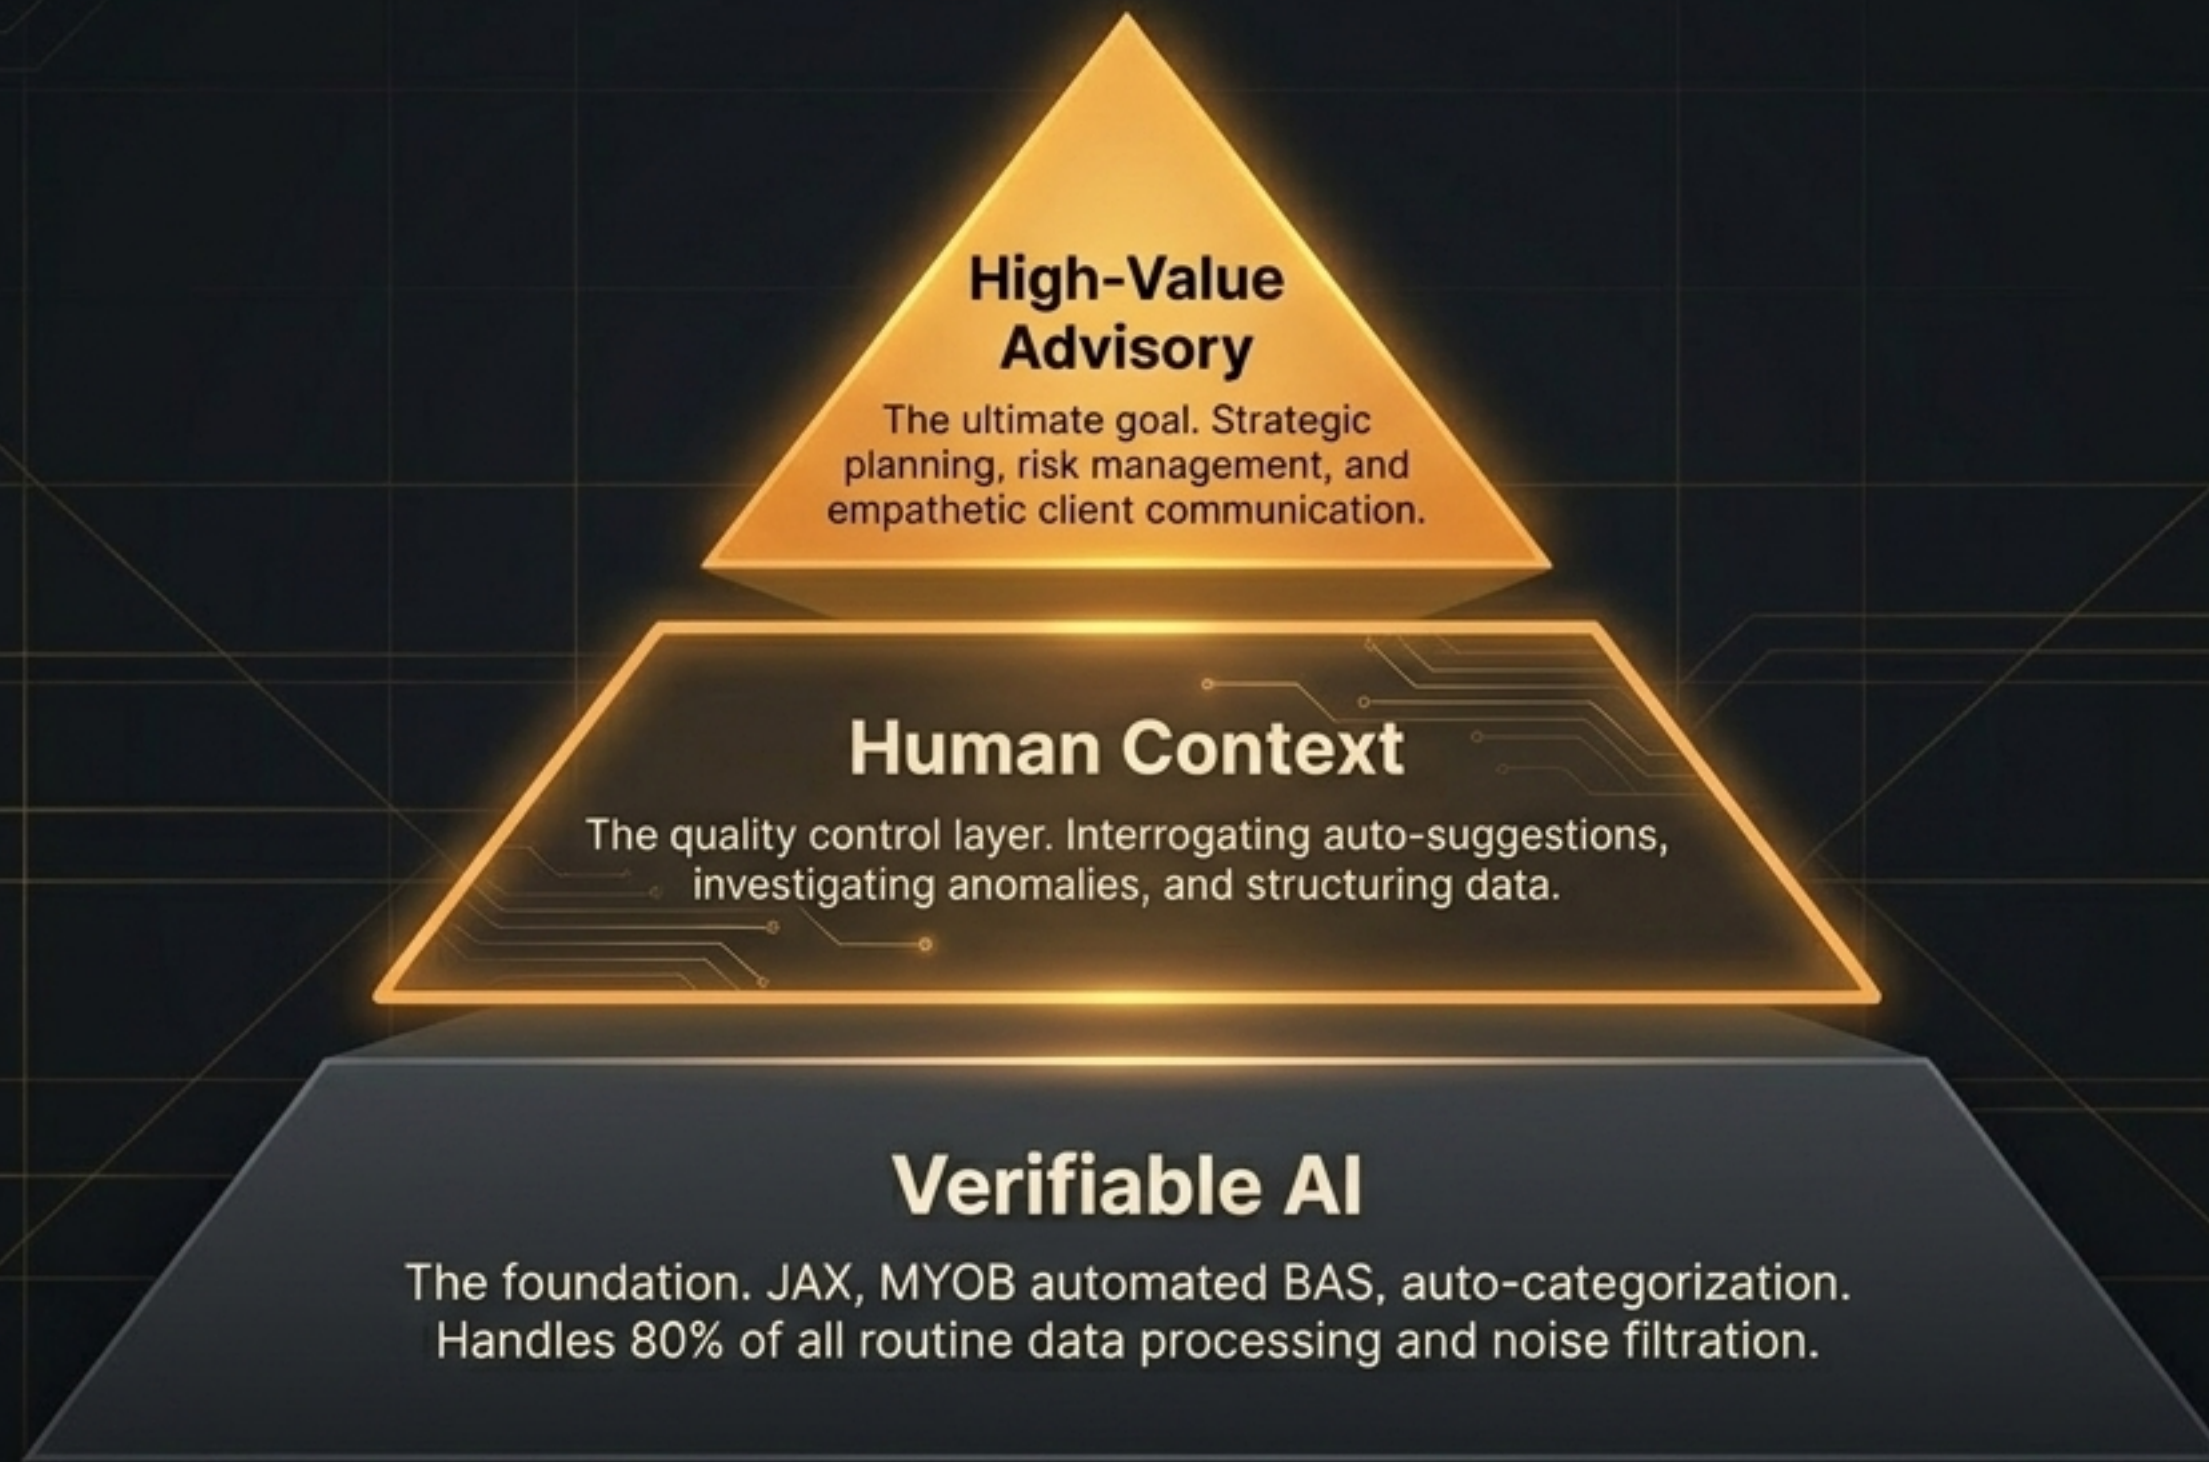 High-Value
Advisory
The ultimate goal. Strategic
planning, risk management, and
empathetic client communication.
Human Context
The quality control layer. Interrogating auto-suggestions,
investigating anomalies, and structuring data.
Verifiable AI
The foundation. JAX, MYOB automated BAS, auto-categorization.
Handles 80% of all routine data processing and noise filtration.